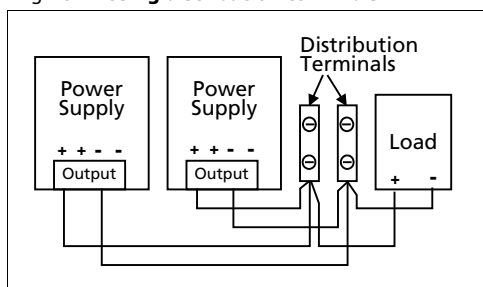 Distribution
Terminals
Power
Supply
Power
Supply
Load
+ + - -
+ + - -
Output
Output
+ -